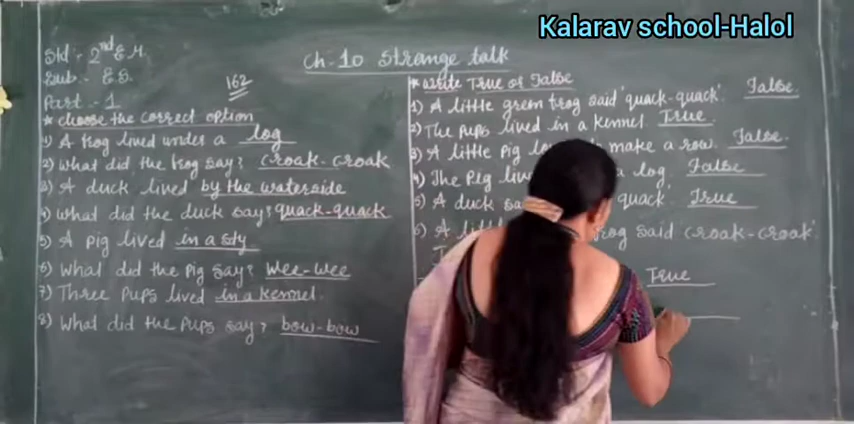 Kalarav school-Halol
Std :- 2nd E.M.
Sub :- E.S.
Part - 1
162
Ch-10 Strange talk
* choose the correct option
1) A frog lived under a log
2) What did the frog say? croak-croak
3) A duck lived by the waterside
4) What did the duck say? quack-quack
5) A pig lived in a sty
6) What did the pig say? wee-wee
7) Three pups lived in a kennel.
8) What did the pups say? bow-bow
* Write True or False
1) A little green frog said 'quack-quack'. False.
2) The pups lived in a kennel. True
3) A little pig make a row. False.
4) The pig a log False
5) A duck quack'. True
6) A frog said 'croak-croak'.
True